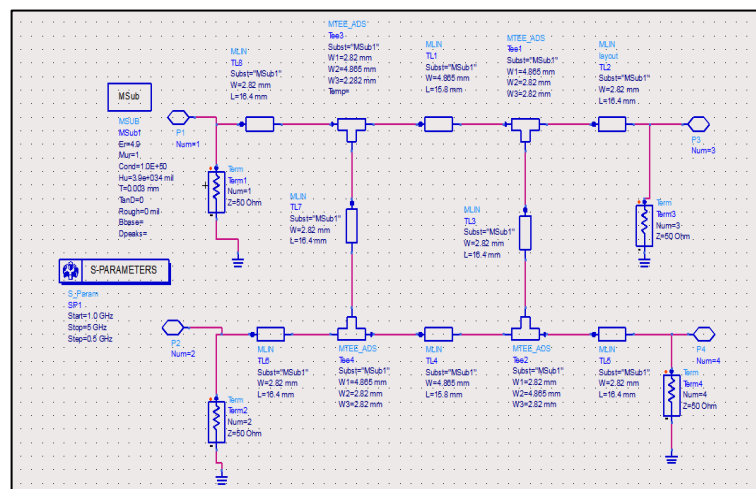 MTEE_ADS
Tee3
Subst="MSub1"
W1=2.82 mm
W2=4.865 mm
W3=2.282 mm
Temp=
MTEE_ADS
Tee1
Subst="MSub1"
W1=4.865 mm
W2=2.82 mm
W3=2.82 mm
MLIN
TL8
Subst="MSub1"
W=2.82 mm
L=16.4 mm
MLIN
TL1
Subst="MSub1"
W=4.865 mm
L=15.8 mm
MLIN
layout
TL2
Subst="MSub1"
W=2.82 mm
L=16.4 mm
MSub
MSUB
MSub1
Er=4.9
Mur=1
Cond=1.0E+50
Hu=3.9e+034 mil
T=0.003 mm
TanD=0
Rough=0 mil
Bbase=
Dpeaks=
P1
Num=1
P3
Num=3
Term
Term1
Num=1
Z=50 Ohm
MLIN
TL7
Subst="MSub1"
W=2.82 mm
L=16.4 mm
MLIN
TL3
Subst="MSub1"
W=2.82 mm
L=16.4 mm
Term
Term3
Num=3
Z=50 Ohm
S-PARAMETERS
S_Param
SP1
Start=1.0 GHz
Stop=5 GHz
Step=0.5 GHz
P2
Num=2
MLIN
Subst="MSub1"
W=2.82 mm
L=16.4 mm
MTEE_ADS
Tee4
Subst="MSub1"
W1=4.865 mm
W2=2.82 mm
W3=2.82 mm
MLIN
TL4
Subst="MSub1"
W=4.865 mm
L=15.8 mm
MTEE_ADS
Tee2
Subst="MSub1"
W1=2.82 mm
W2=4.865 mm
W3=2.82 mm
MLIN
Subst="MSub1"
W=2.82 mm
L=16.4 mm
P4
Num=4
Term
Term2
Num=2
Z=50 Ohm
Term
Term4
Num=4
Z=50 Ohm